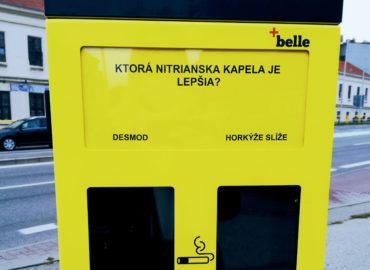 +belle
KTORÁ NITRIANSKA KAPELA JE
LEPŠIA?
DESMOD HORKÝŽE SLÍŽE